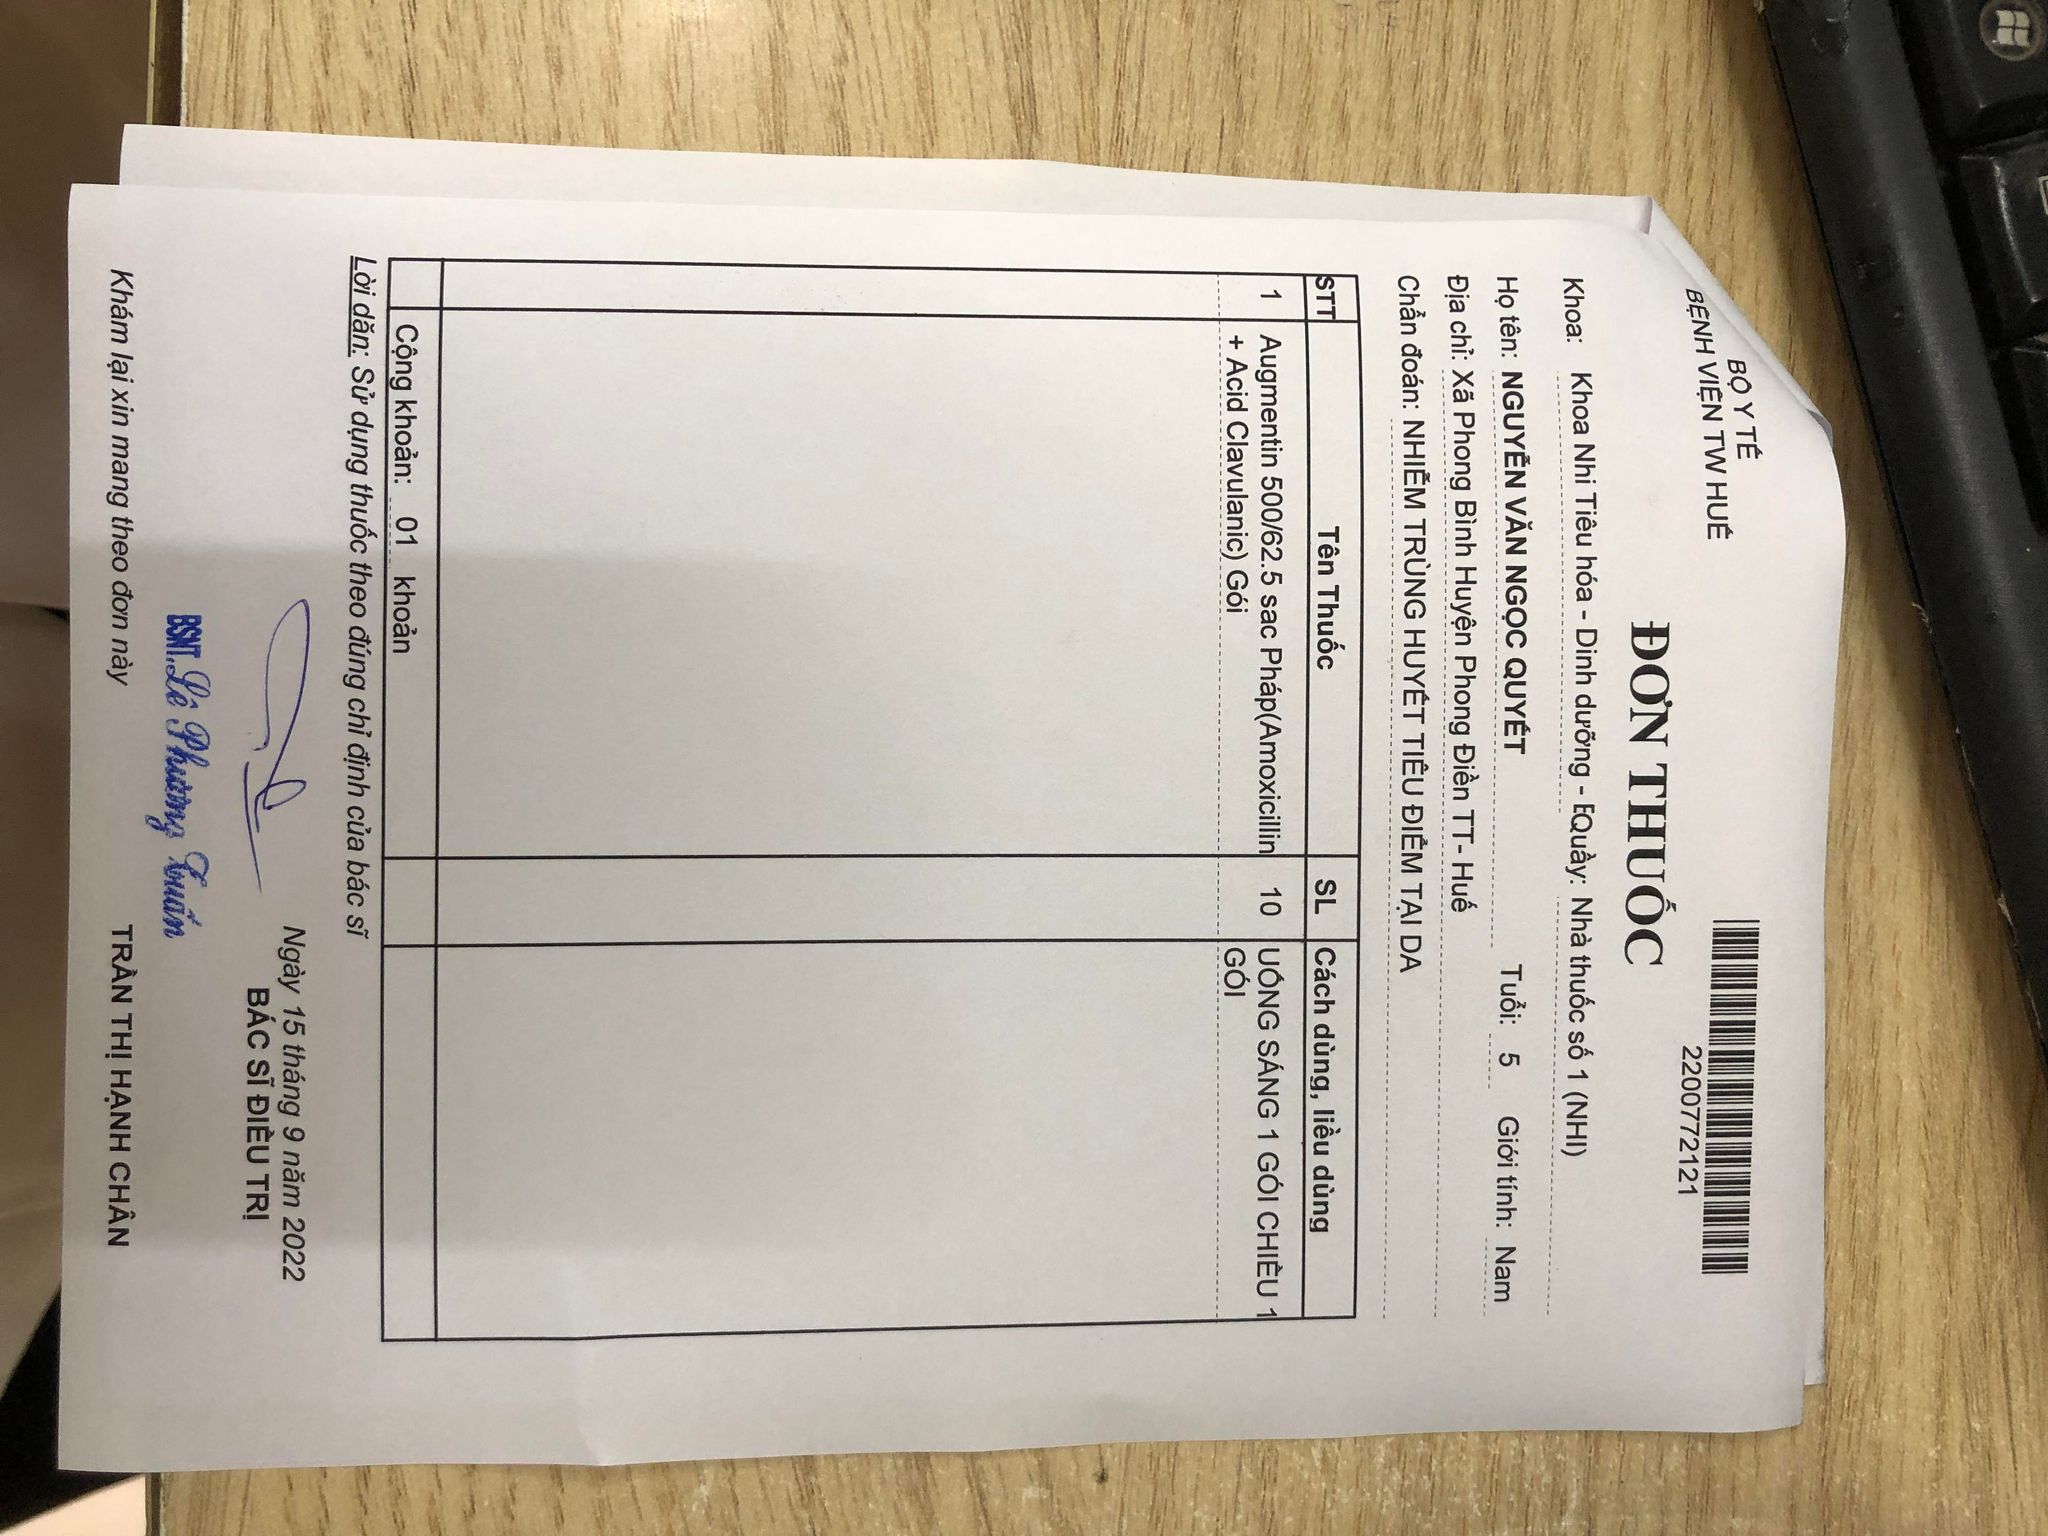 BỘ Y TẾ
BỆNH VIỆN TW HUẾ
2200772121
ĐƠN THUỐC
Khoa: Khoa Nhi Tiêu hóa - Dinh dưỡng - EQuầy: Nhà thuốc số 1 (NHI)
Họ tên: NGUYỄN VĂN NGỌC QUYẾT Tuổi: 5 Giới tính: Nam
Địa chỉ: Xã Phong Bình Huyện Phong Điền TT- Huế
Chẩn đoán: NHIỄM TRÙNG HUYẾT TIÊU ĐIỂM TẠI DA
STT Tên Thuốc SL Cách dùng, liều dùng
1 Augmentin 500/62.5 sac Pháp(Amoxicillin 10 UỐNG SÁNG 1 GÓI CHIỀU 1
+ Acid Clavulanic) Gói GÓI
Cộng khoản: 01 khoản
Lời dặn: Sử dụng thuốc theo đúng chỉ định của bác sĩ
Ngày 15 tháng 9 năm 2022
BÁC SĨ ĐIỀU TRỊ
BSNT. Lê Phương Tuấn
Khám lại xin mang theo đơn này TRẦN THỊ HẠNH CHÂN